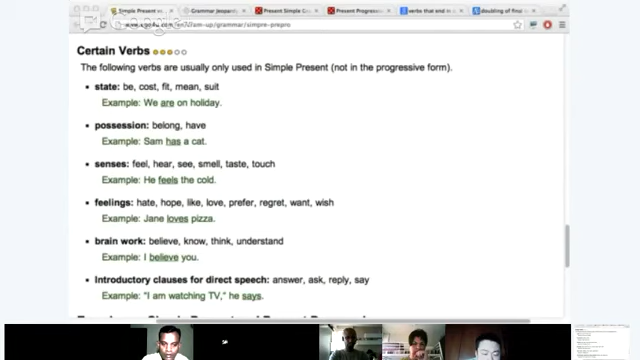 Simple Present
Grammar Jeopardy
Present Simple
Present Progress
verbs that end in
doubling of final
Google
Certain Verbs
The following verbs are usually only used in Simple Present (not in the progressive form).
• state: be, cost, fit, mean, suit
Example: We are on holiday.
• possession: belong, have
Example: Sam has a cat.
• senses: feel, hear, see, smell, taste, touch
Example: He feels the cold.
• feelings: hate, hope, like, love, prefer, regret, want, wish
Example: Jane loves pizza.
• brain work: believe, know, think, understand
Example: I believe you.
• Introductory clauses for direct speech: answer, ask, reply, say
Example: "I am watching TV," he says.